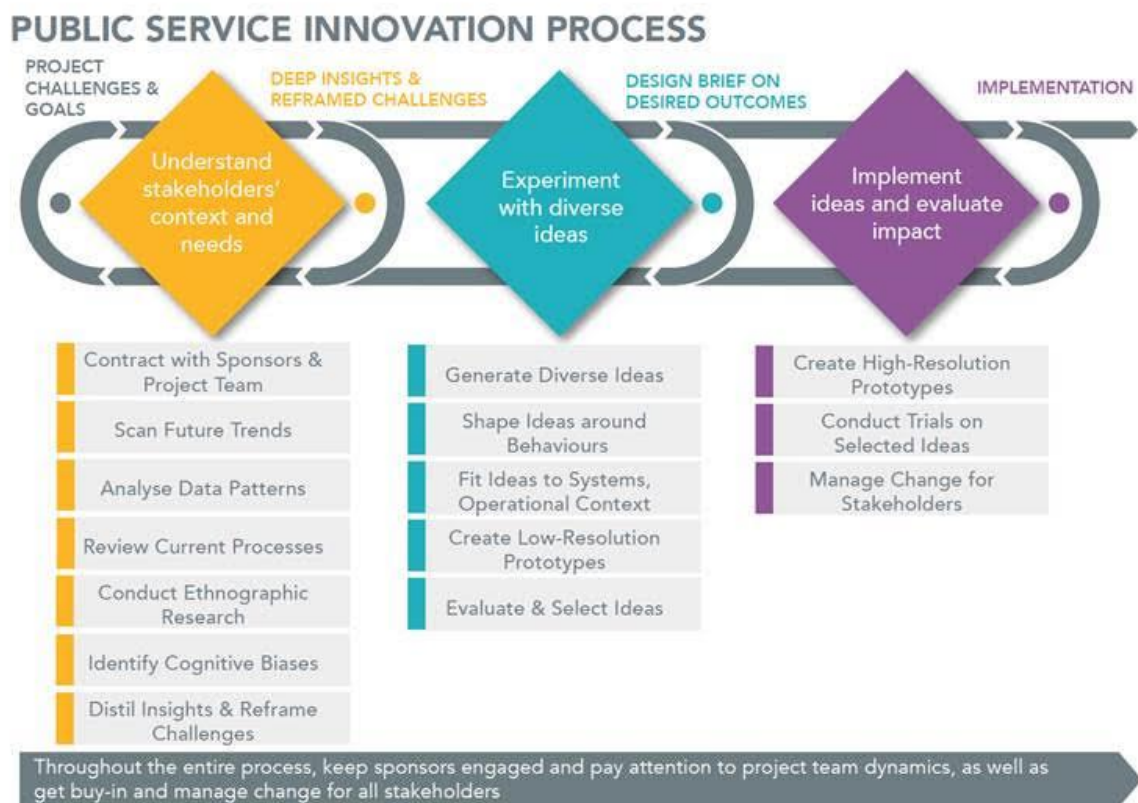 PUBLIC SERVICE INNOVATION PROCESS
PROJECT
CHALLENGES &
GOALS
DEEP INSIGHTS &
REFRAMED CHALLENGES
DESIGN BRIEF ON
DESIRED OUTCOMES
IMPLEMENTATION
Understand
stakeholders'
context and
needs
Experiment
with diverse
ideas
Implement
ideas and evaluate
impact
Contract with Sponsors &
Project Team
Scan Future Trends
Analyse Data Patterns
Review Current Processes
Conduct Ethnographic
Research
Identify Cognitive Biases
Distil Insights & Reframe
Challenges
Generate Diverse Ideas
Shape Ideas around
Behaviours
Fit Ideas to Systems,
Operational Context
Create Low-Resolution
Prototypes
Evaluate & Select Ideas
Create High-Resolution
Prototypes
Conduct Trials on
Selected Ideas
Manage Change for
Stakeholders
Throughout the entire process, keep sponsors engaged and pay attention to project team dynamics, as well as
get buy-in and manage change for all stakeholders